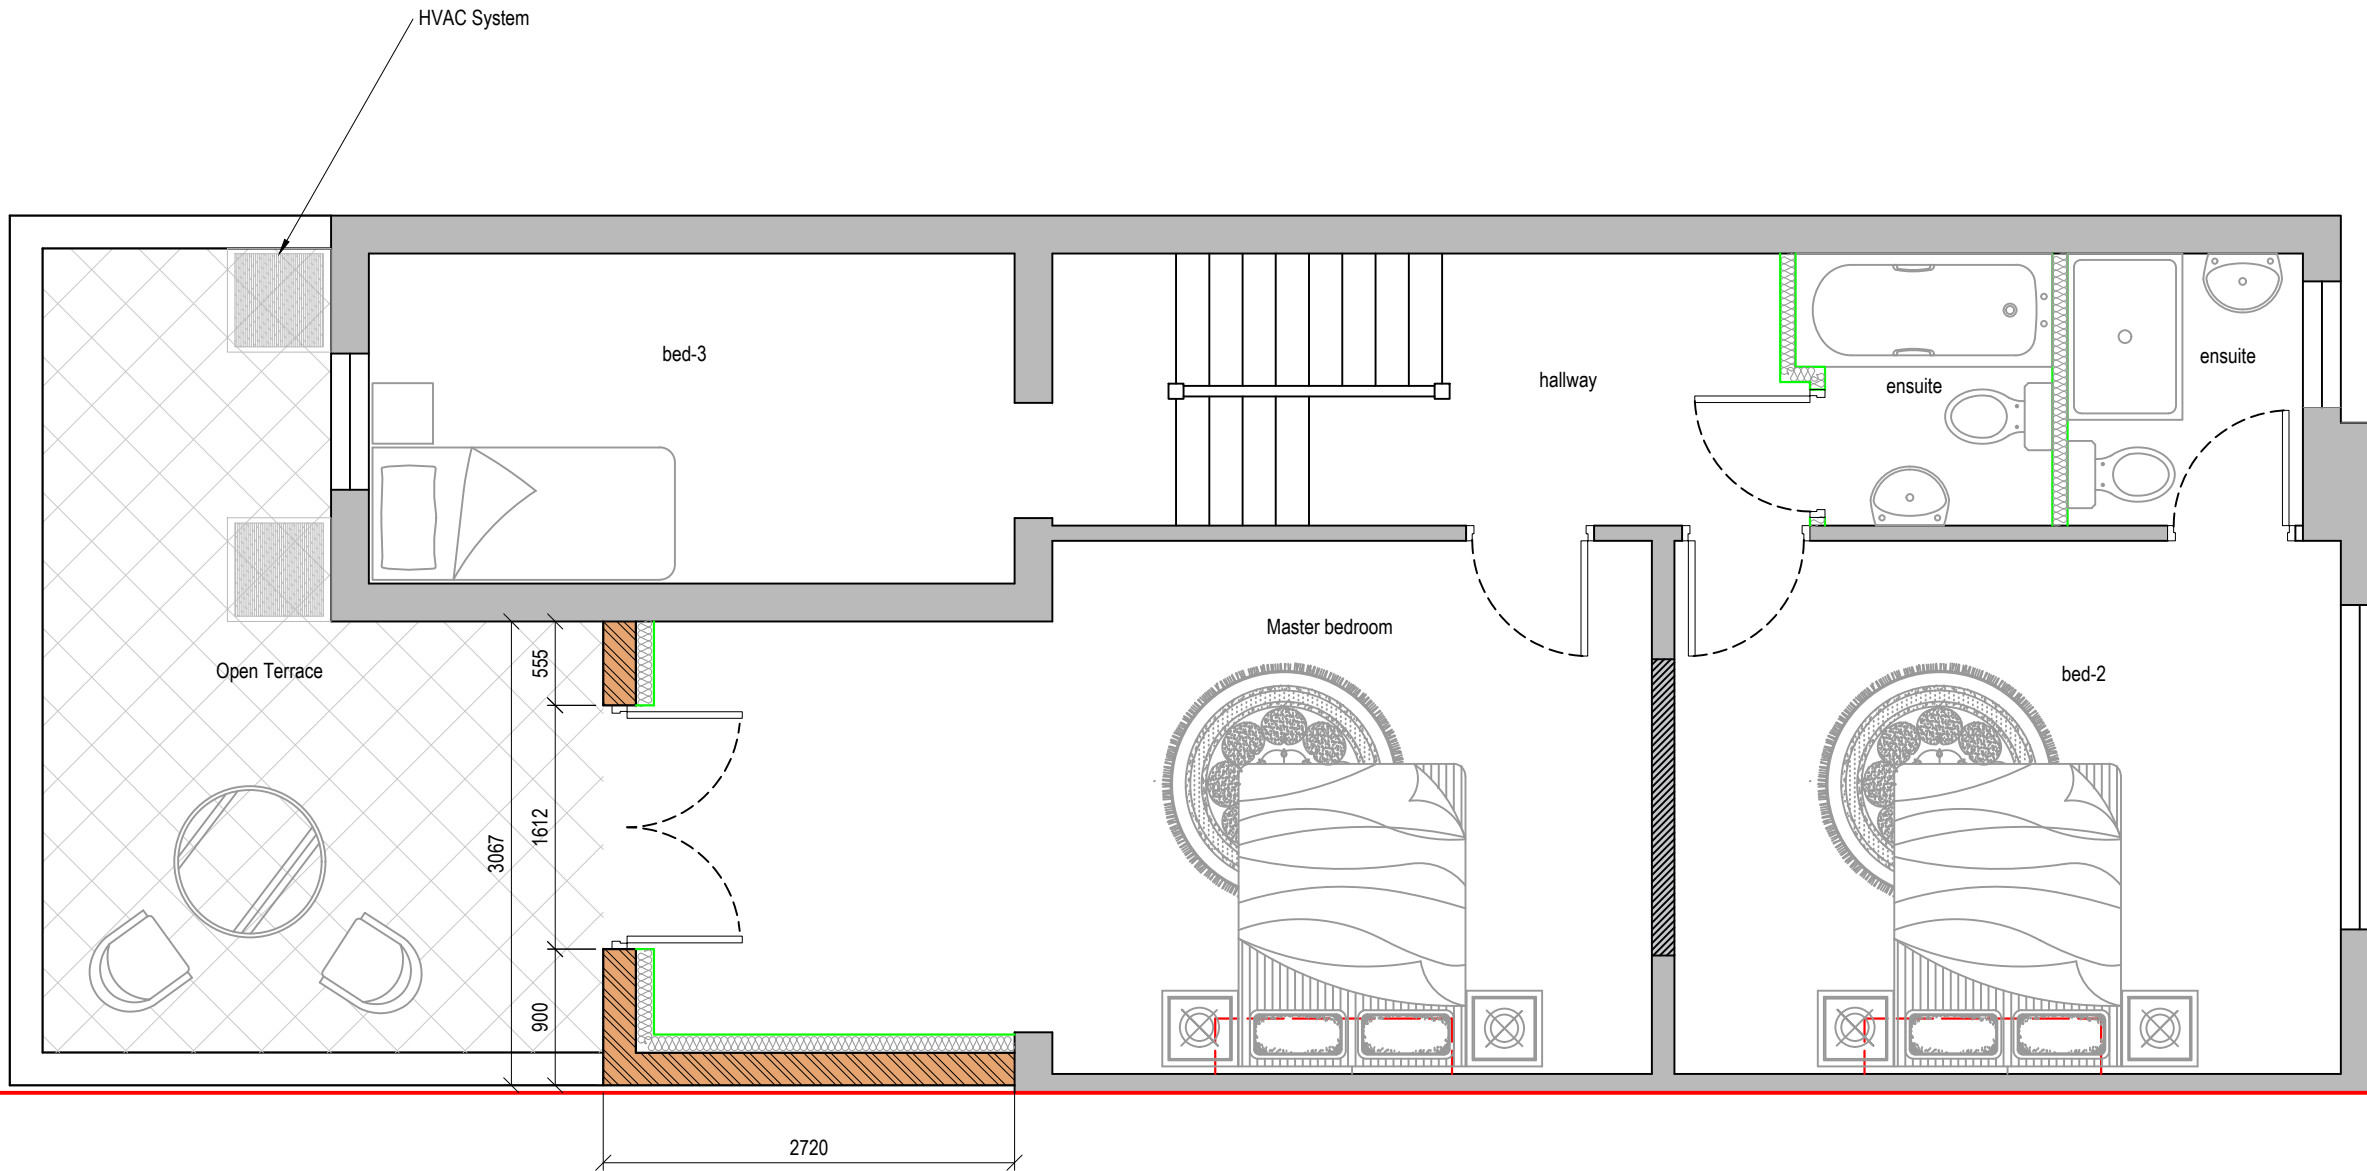 HVAC System
bed-3
hallway
ensuite
ensuite
Master bedroom
bed-2
Open Terrace
555
1612
3067
900
2720